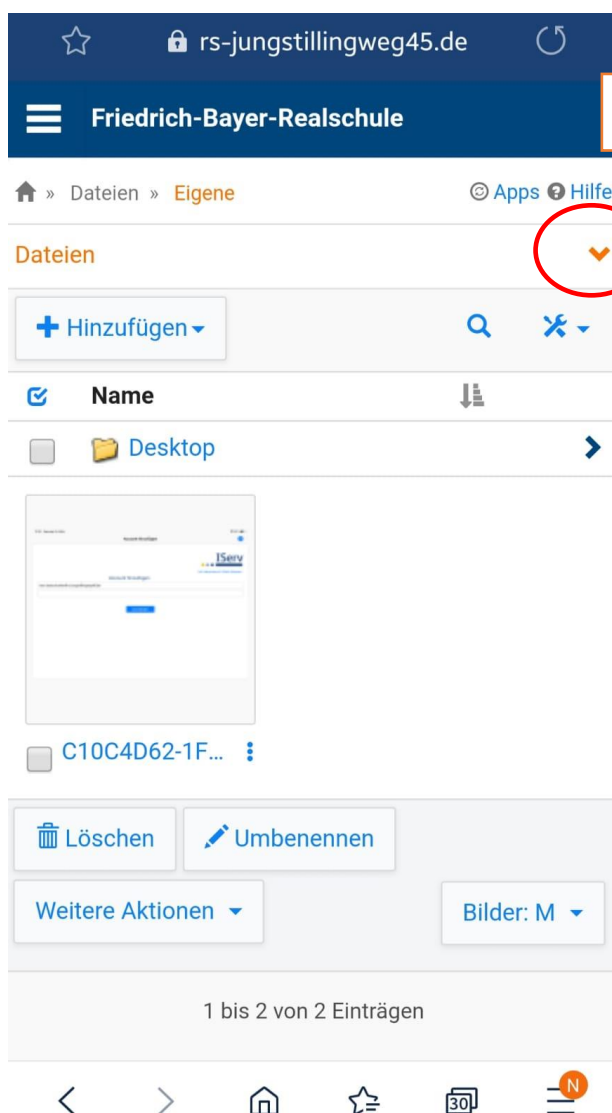 rs-jungstillingweg45.de
Friedrich-Bayer-Realschule
» Dateien » Eigene Apps Hilfe
Dateien
Hinzufügen
Name
Desktop
IServ
C10C4D62-1F...
Löschen Umbenennen
Weitere Aktionen Bilder: M
1 bis 2 von 2 Einträgen
30 N